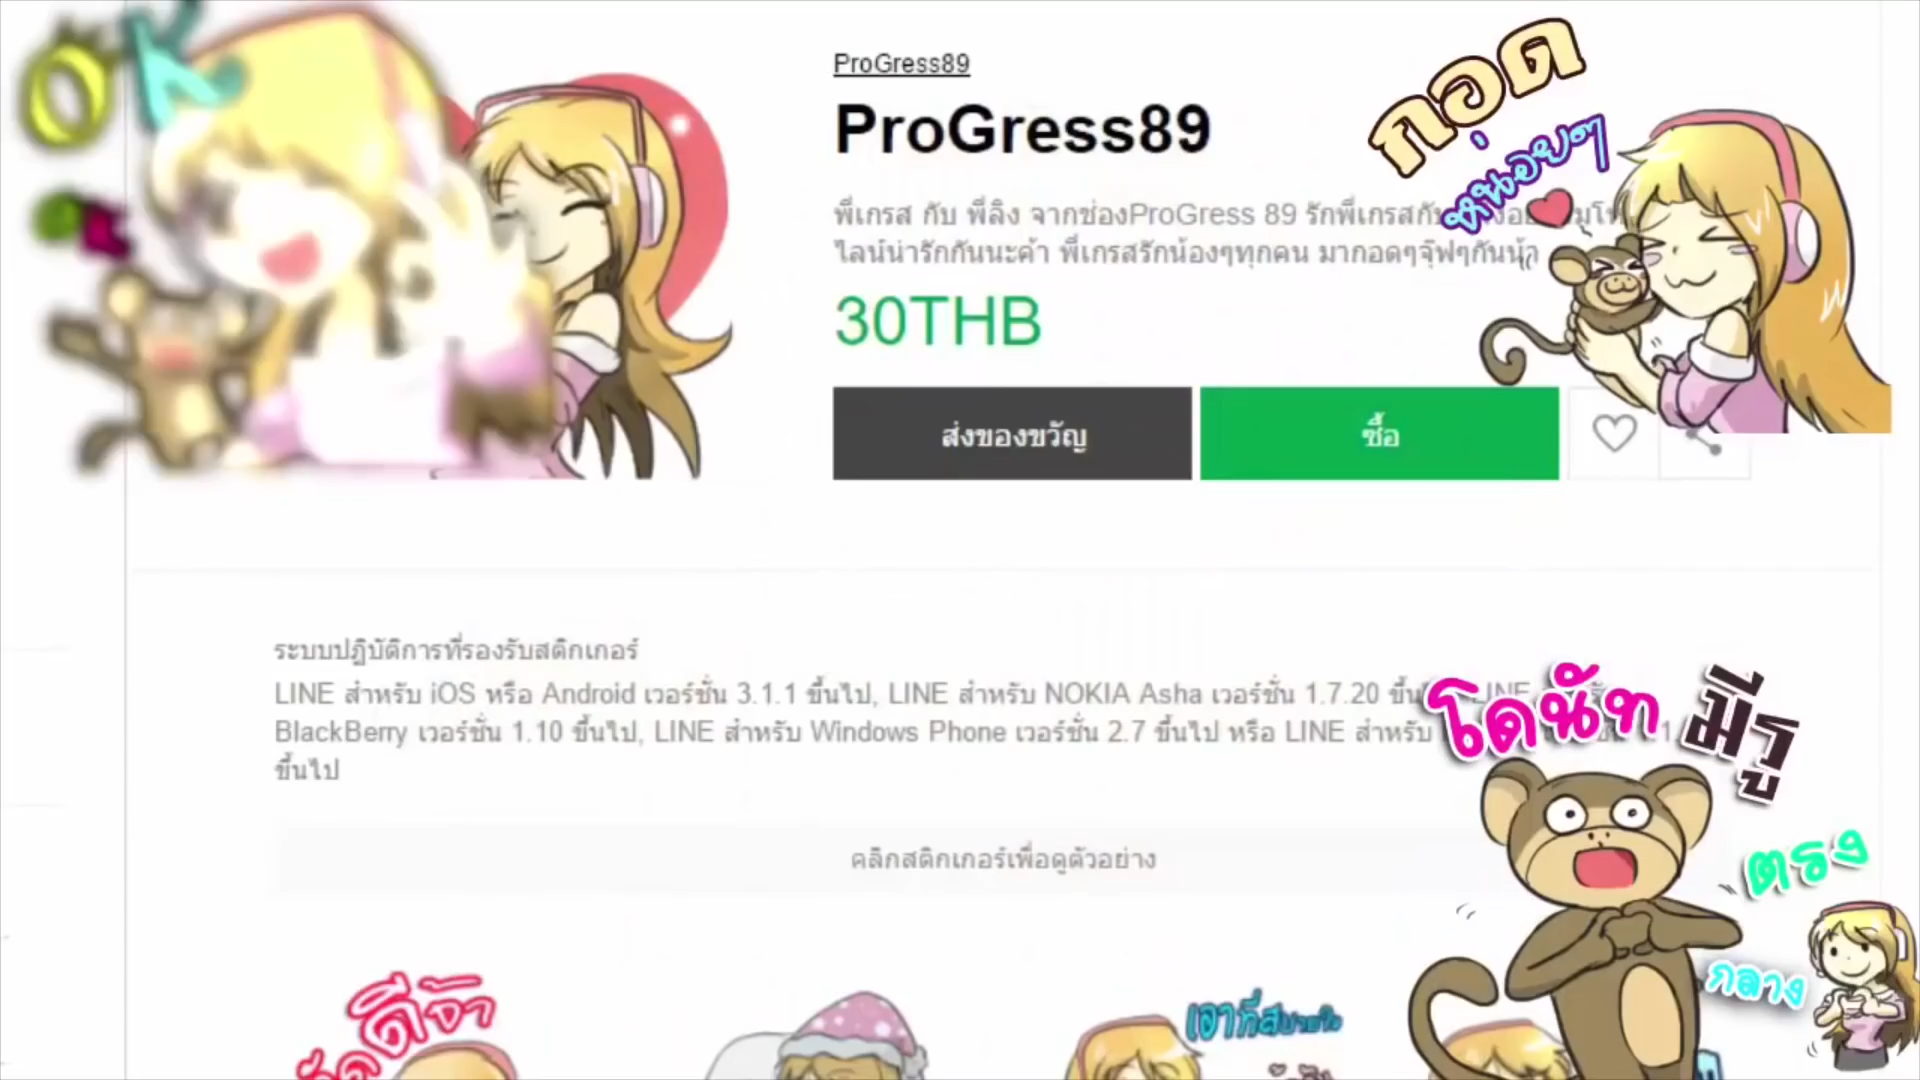 OK
ProGress89
ProGress89
กอด
หน่อยๆ
พี่เกรส กับ พี่ลิง จากช่องProGress 89 รักพี่เกรสกั
ไลน์น่ารักกันนะค้า พี่เกรสรักน้องๆทุกคน มากอดๆจุ๊ฟๆกันน้า
30THB
ส่งของขวัญ
ซื้อ
ระบบปฏิบัติการที่รองรับสติกเกอร์
LINE สำหรับ iOS หรือ Android เวอร์ชั่น 3.1.1 ขึ้นไป, LINE สำหรับ NOKIA Asha เวอร์ชั่น 1.7.20 ขึ้น LINE
BlackBerry เวอร์ชั่น 1.10 ขึ้นไป, LINE สำหรับ Windows Phone เวอร์ชั่น 2.7 ขึ้นไป หรือ LINE สำหรับ
ขึ้นไป
โดนัท มีรู
ตรง
กลาง
คลิกสติกเกอร์เพื่อดูตัวอย่าง
ดีจ้า
เอาที่สบายใจ